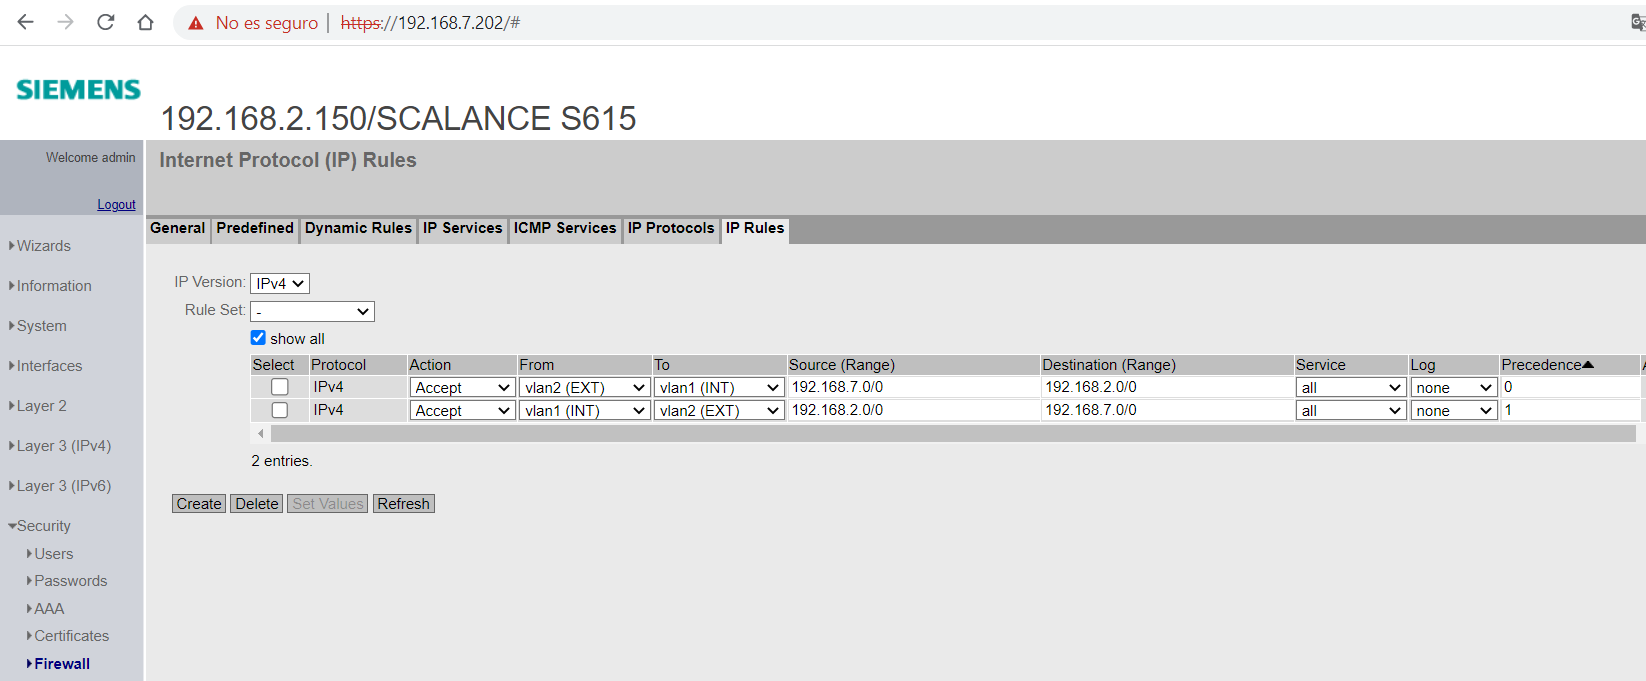 No es seguro | https://192.168.7.202/#
SIEMENS
192.168.2.150/SCALANCE S615
Welcome admin
Logout
Internet Protocol (IP) Rules
General Predefined Dynamic Rules IP Services ICMP Services IP Protocols IP Rules
Wizards
Information
System
Interfaces
Layer 2
Layer 3 (IPv4)
Layer 3 (IPv6)
Security
Users
Passwords
AAA
Certificates
Firewall
IP Version: IPv4
Rule Set: -
show all
Select Protocol Action From To Source (Range) Destination (Range) Service Log Precedence
IPv4 Accept vlan2 (EXT) vlan1 (INT) 192.168.7.0/0 192.168.2.0/0 all none 0
IPv4 Accept vlan1 (INT) vlan2 (EXT) 192.168.2.0/0 192.168.7.0/0 all none 1
2 entries.
Create Delete Set Values Refresh